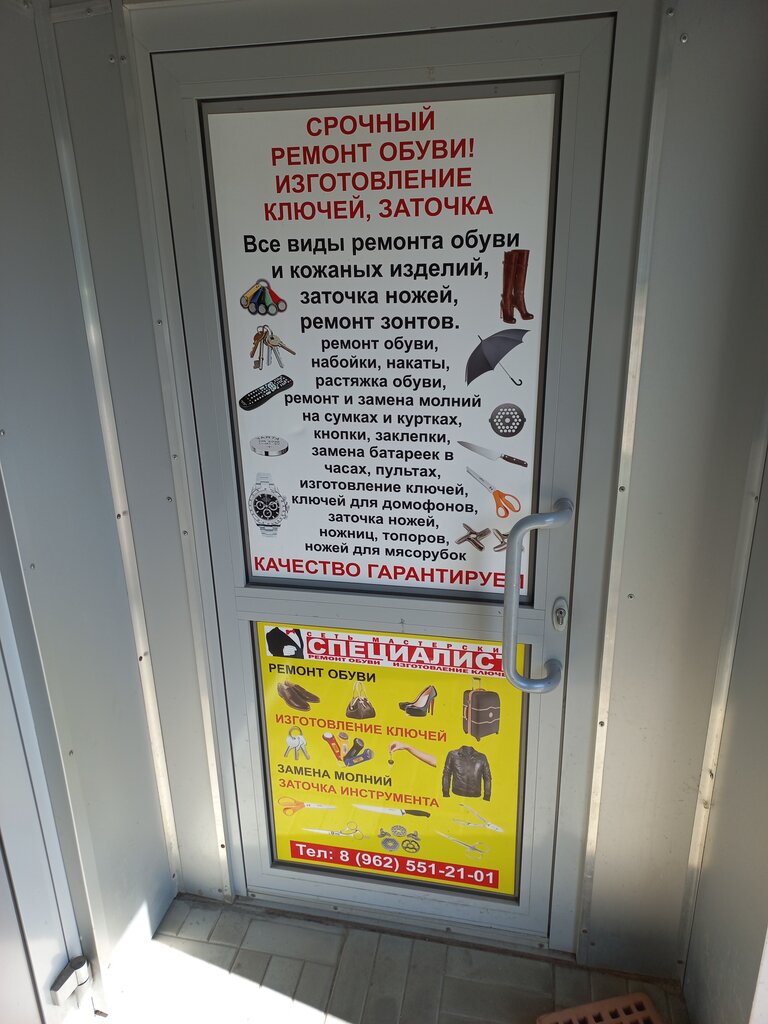 СРОЧНЫЙ
РЕМОНТ ОБУВИ!
ИЗГОТОВЛЕНИЕ
КЛЮЧЕЙ, ЗАТОЧКА
Все виды ремонта обуви
и кожаных изделий,
заточка ножей,
ремонт зонтов.
ремонт обуви,
набойки, накаты,
растяжка обуви,
ремонт и замена молний
на сумках и куртках,
кнопки, заклепки,
замена батареек в
часах, пультах,
изготовление ключей,
ключей для домофонов,
заточка ножей,
ножниц, топоров,
ножей для мясорубок
КАЧЕСТВО ГАРАНТИРУЕМ
СЕТЬ МАСТЕРСКИ
СПЕЦИАЛИСТ
РЕМОНТ ОБУВИ ИЗГОТОВЛЕНИЕ КЛЮЧЕ
РЕМОНТ ОБУВИ
ИЗГОТОВЛЕНИЕ КЛЮЧЕЙ
ЗАМЕНА МОЛНИЙ
ЗАТОЧКА ИНСТРУМЕНТА
Тел: 8 (962) 551-21-01